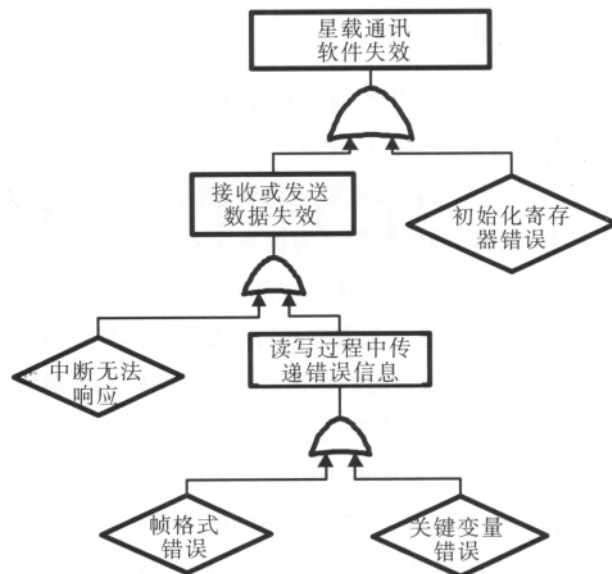 星载通讯
软件失效
接收或发送
数据失效
初始化寄存
器错误
中断无法
响应
读写过程中传
递错误信息
帧格式
错误
关键变量
错误